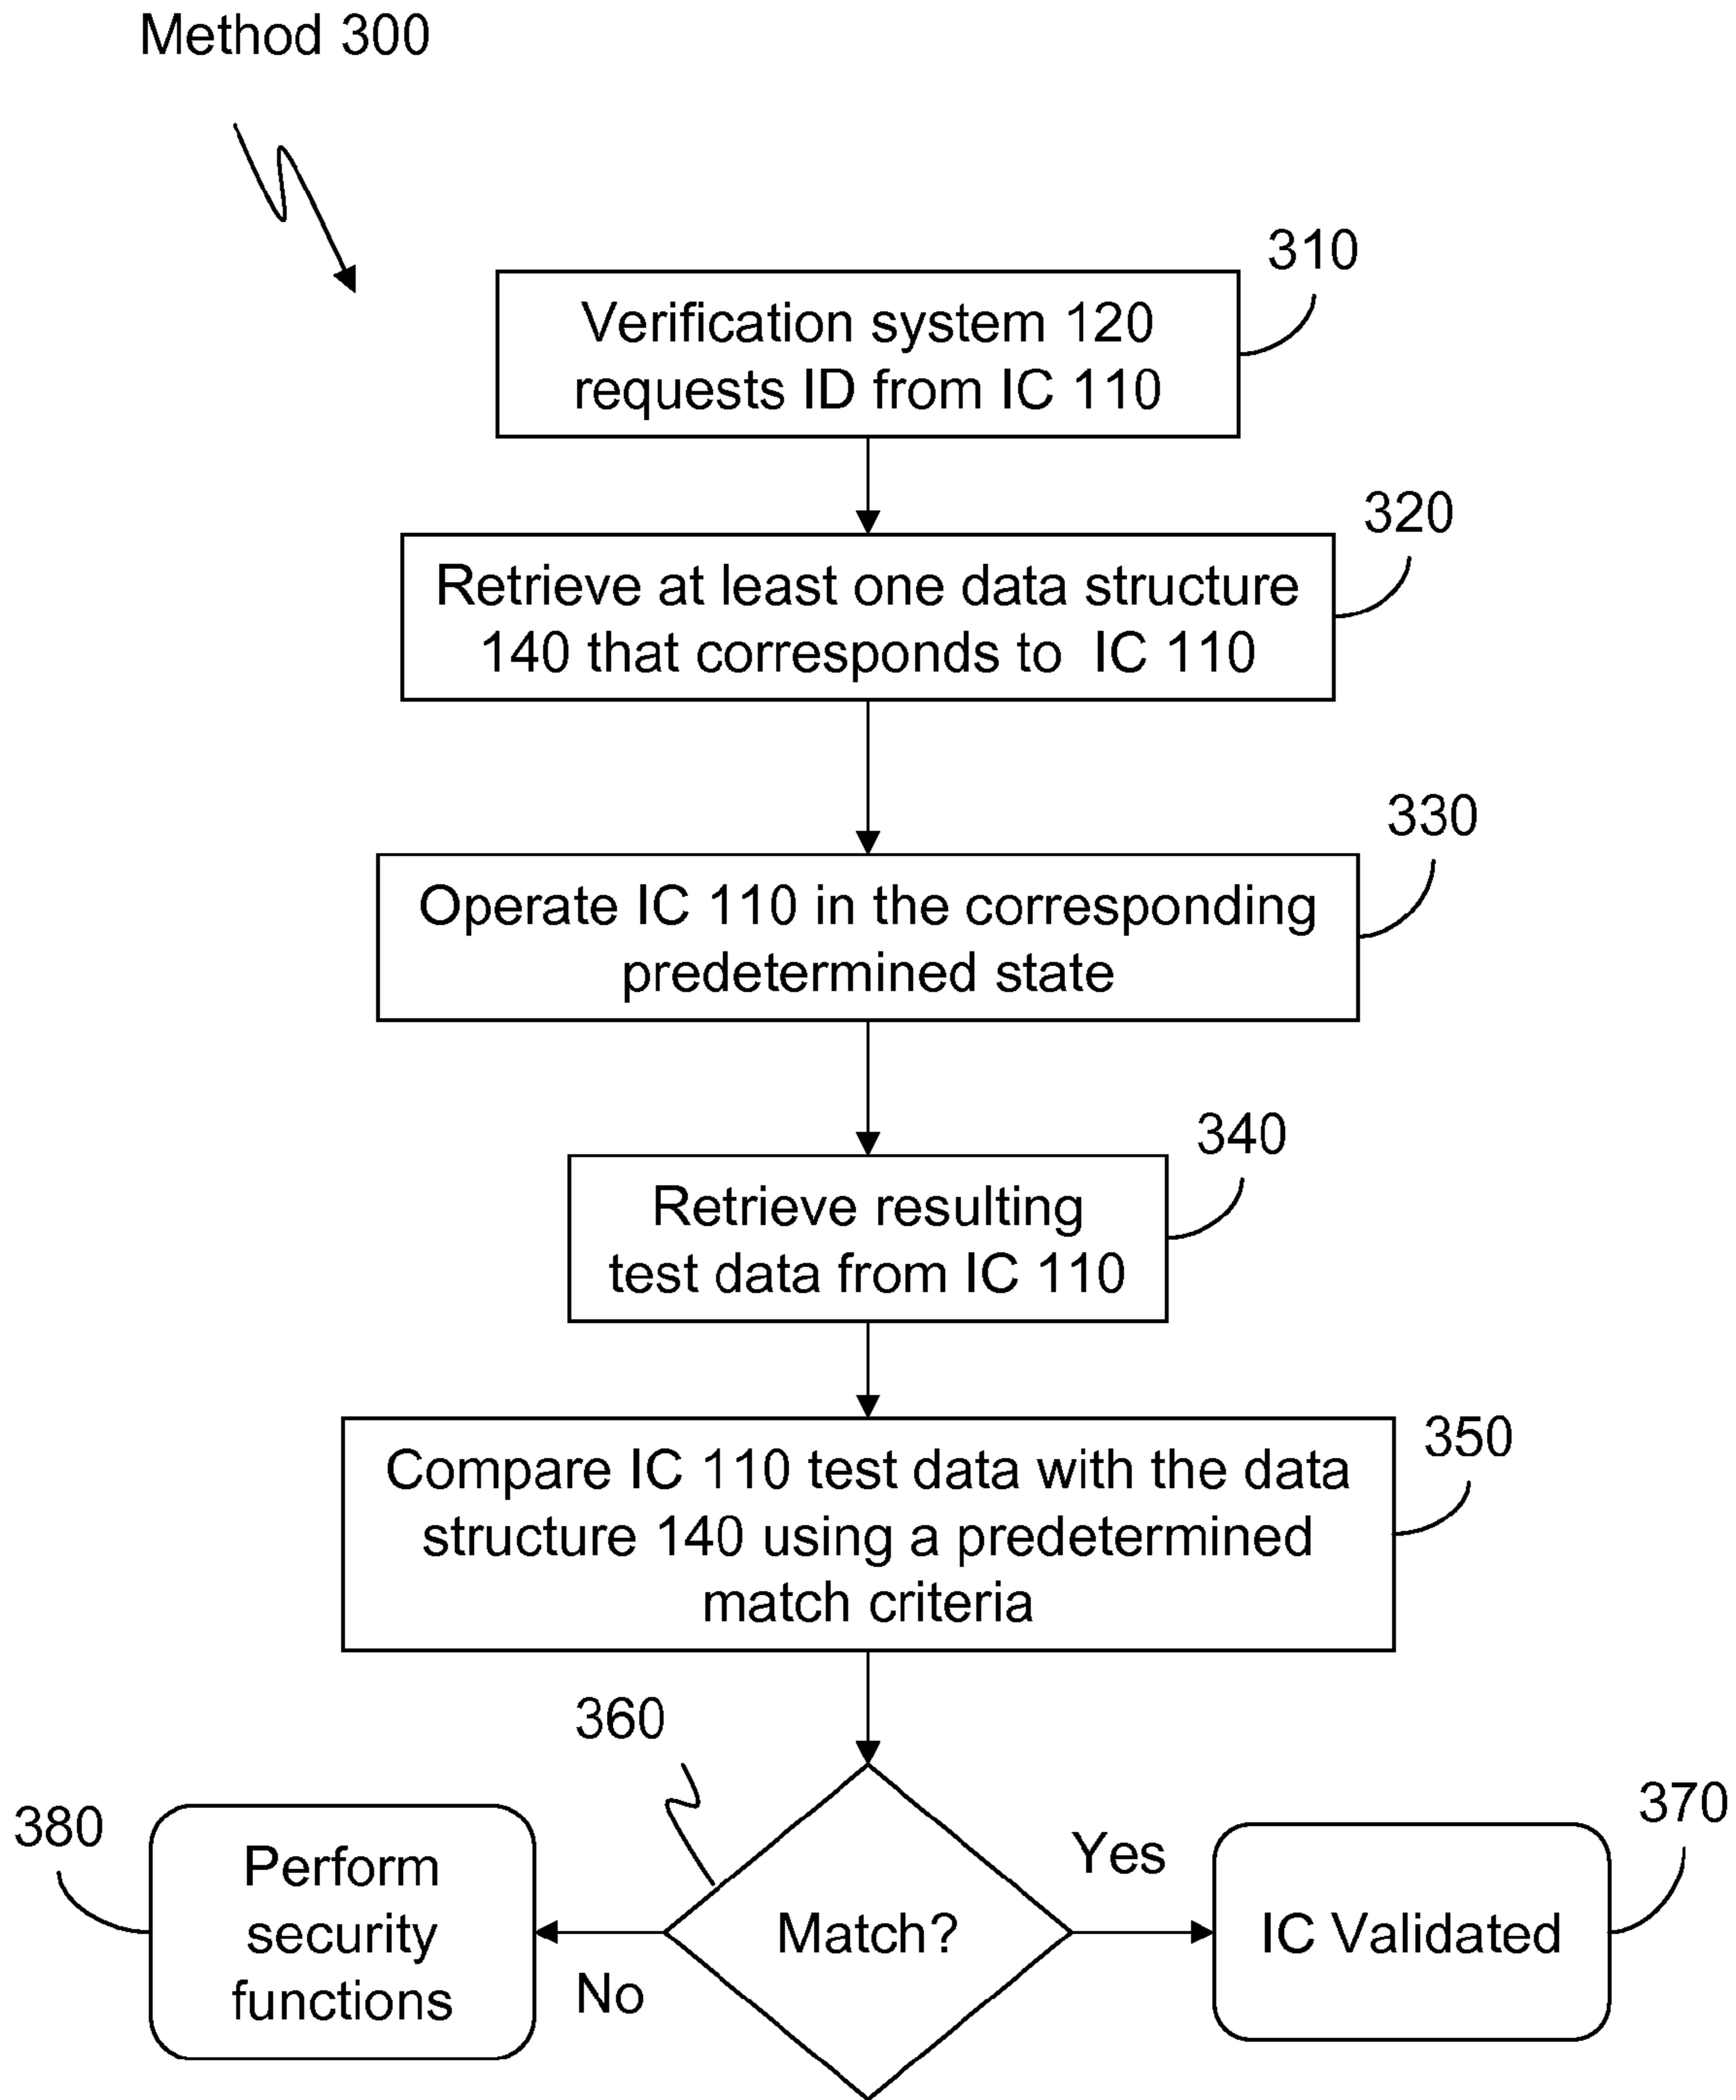 Method 300
310
Verification system 120
requests ID from IC 110
320
Retrieve at least one data structure
140 that corresponds to IC 110
330
Operate IC 110 in the corresponding
predetermined state
340
Retrieve resulting
test data from IC 110
350
Compare IC 110 test data with the data
structure 140 using a predetermined
match criteria
360
380
Perform
security
functions
No
Match?
Yes
370
IC Validated